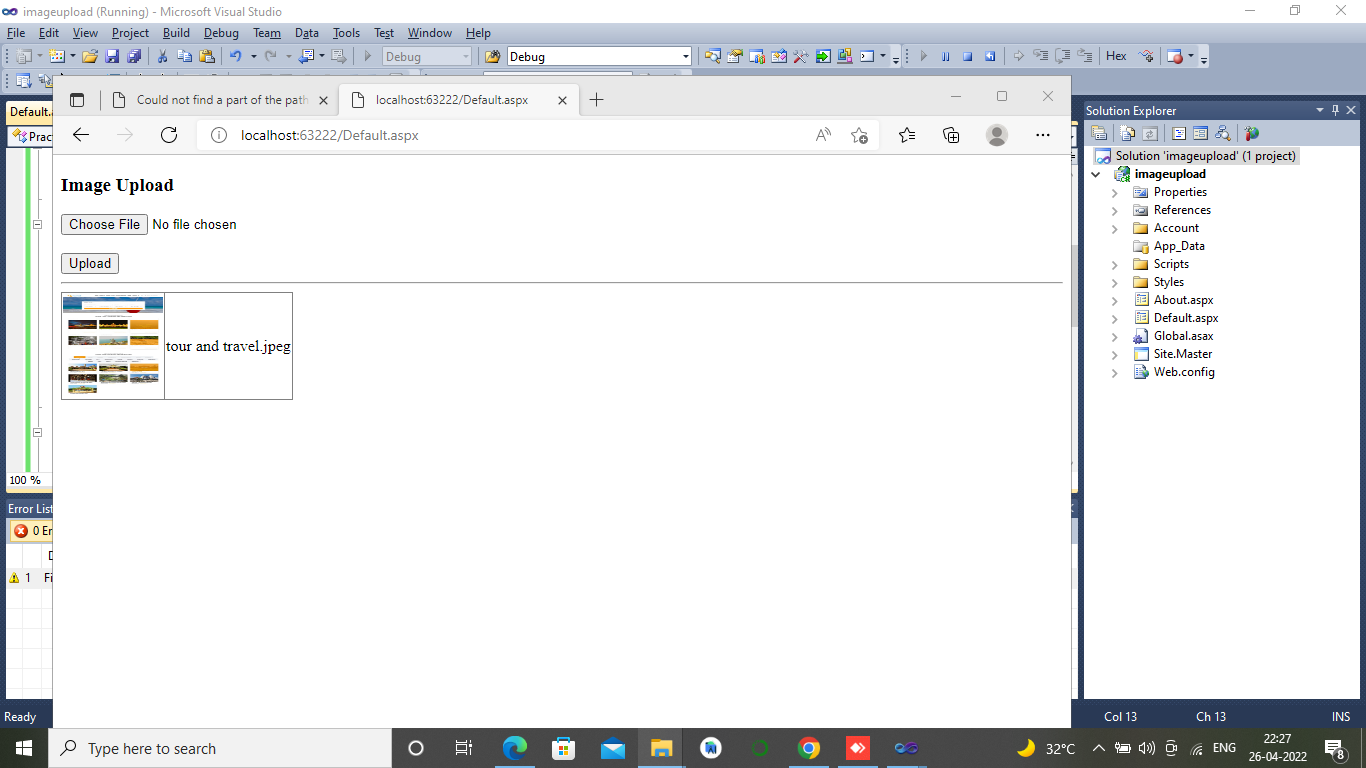 imageupload (Running) - Microsoft Visual Studio
File Edit View Project Build Debug Team Data Tools Test Window Help
Debug Debug Hex
Could not find a part of the path localhost:63222/Default.aspx
localhost:63222/Default.aspx
Default.
Prac
Image Upload
Choose File No file chosen
Upload
tour and travel.jpeg
100 %
Error List
0 Er
D
1 Fi
Solution Explorer
Solution 'imageupload' (1 project)
imageupload
Properties
References
Account
App_Data
Scripts
Styles
About.aspx
Default.aspx
Global.asax
Site.Master
Web.config
Ready Col 13 Ch 13 INS
Type here to search 32°C ENG 22:27
26-04-2022 8